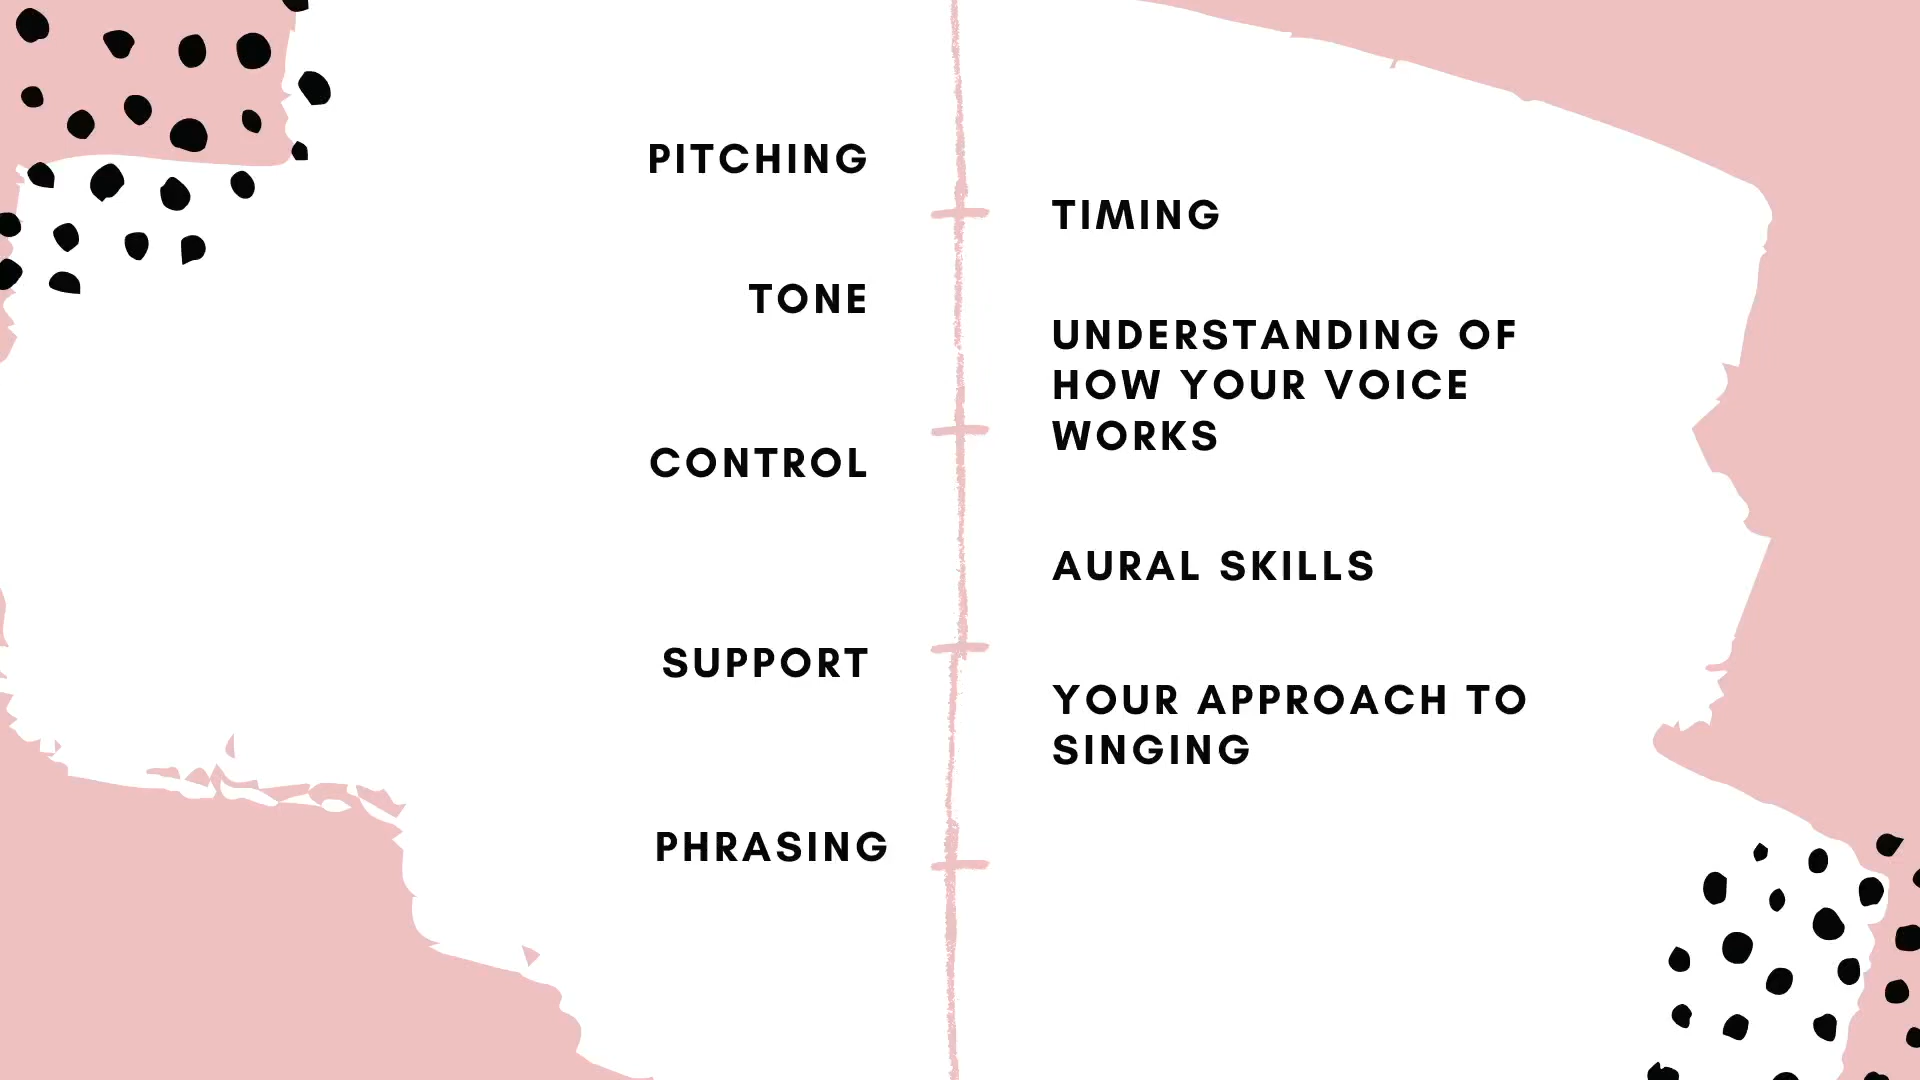 PITCHING
TIMING
TONE
UNDERSTANDING OF
HOW YOUR VOICE
WORKS
CONTROL
AURAL SKILLS
SUPPORT
YOUR APPROACH TO
SINGING
PHRASING